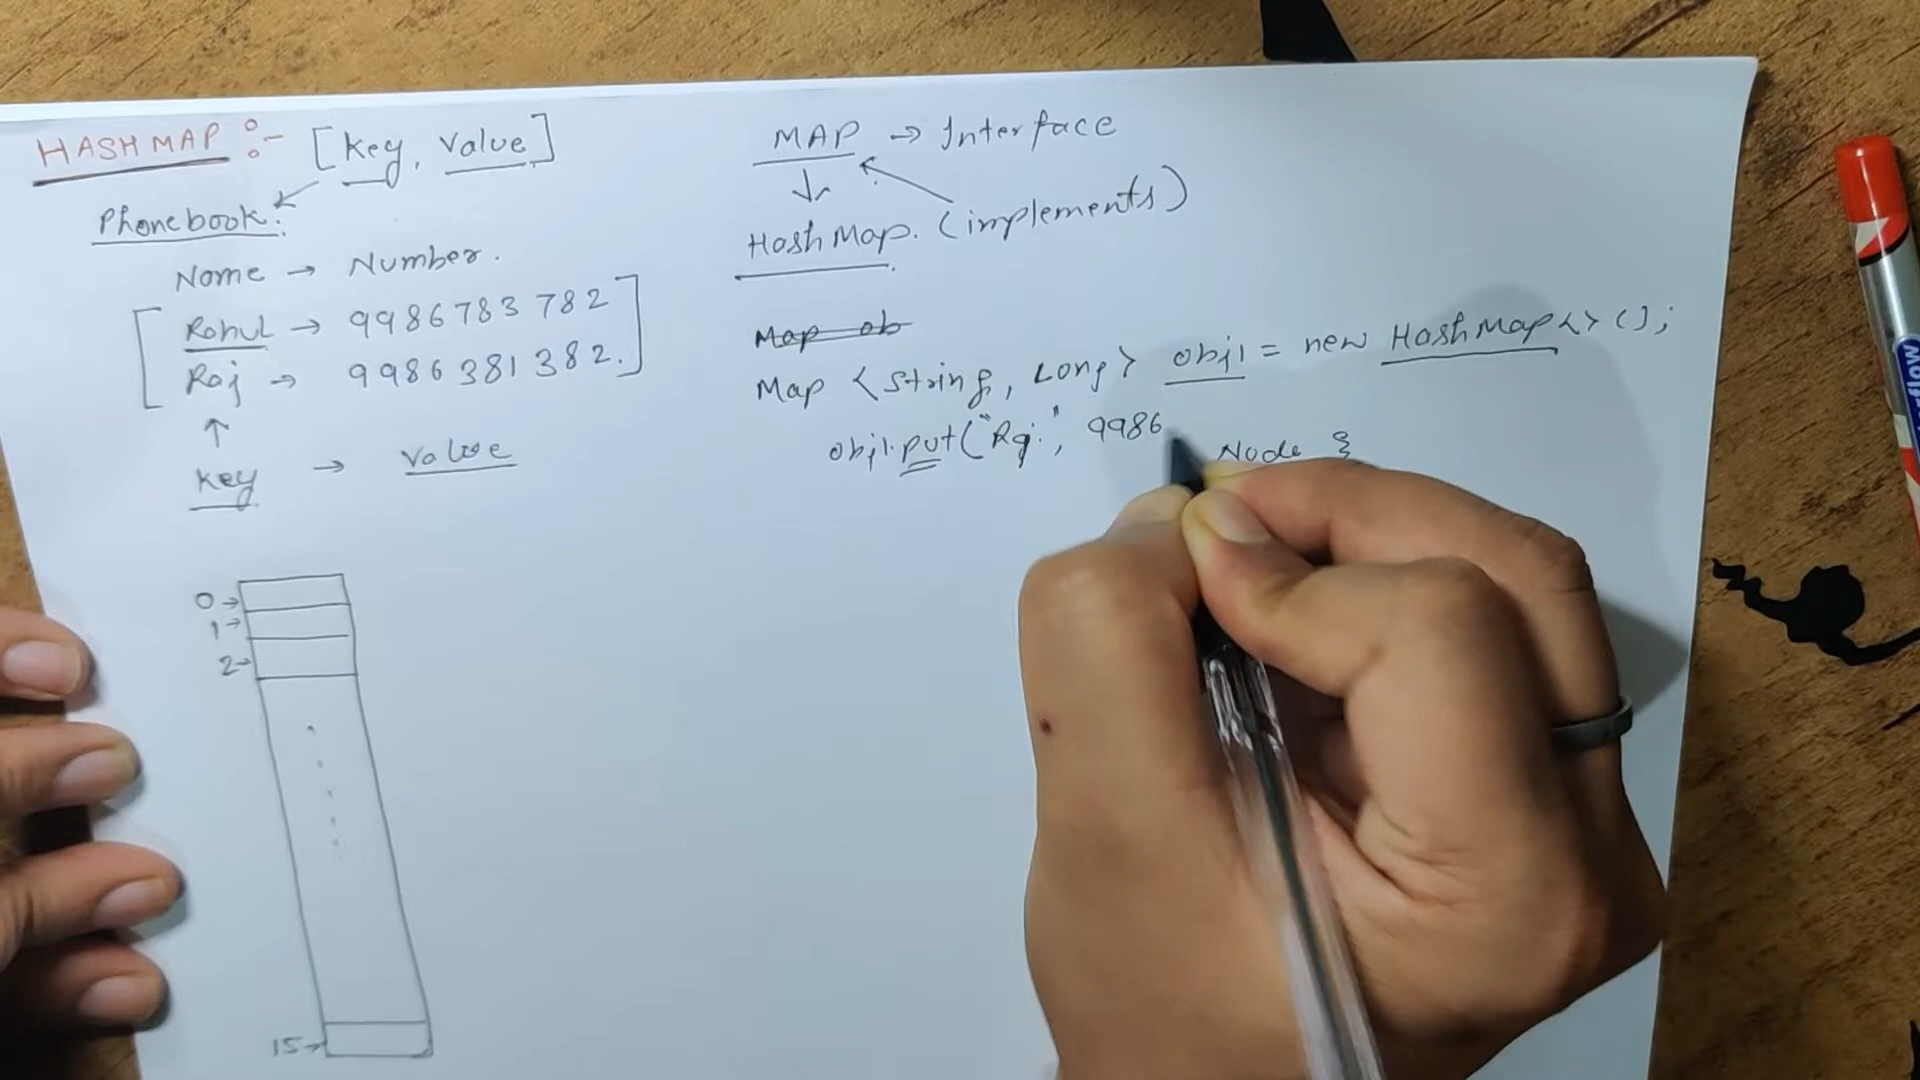 HASHMAP :- [Key, Value]
Phonebook:
Name → Number.
Rahul → 9986783782
Raj → 9986381382.
↑
Key → Value
0 →
1 →
2 →
15 →
MAP → Interface
HashMap. (implements)
Map ob
Map <String, Long> obj1 = new HashMap<>();
obj1.put("Raj", 9986
Node {
flow